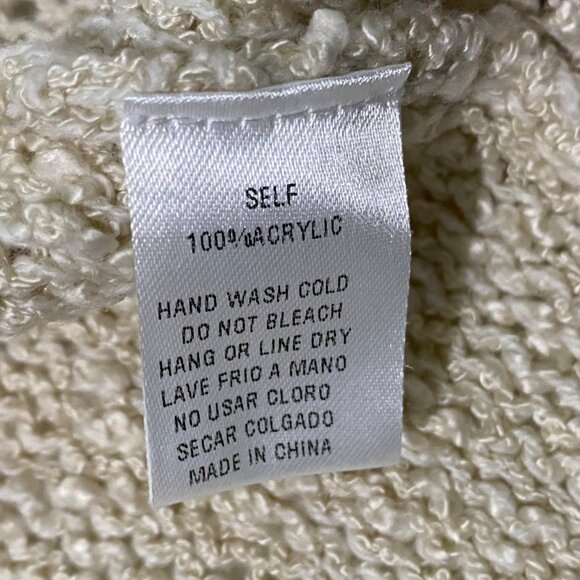 SELF
100%ACRYLIC
HAND WASH COLD
DO NOT BLEACH
HANG OR LINE DRY
LAVE FRIO A MANO
NO USAR CLORO
SECAR COLGADO
MADE IN CHINA